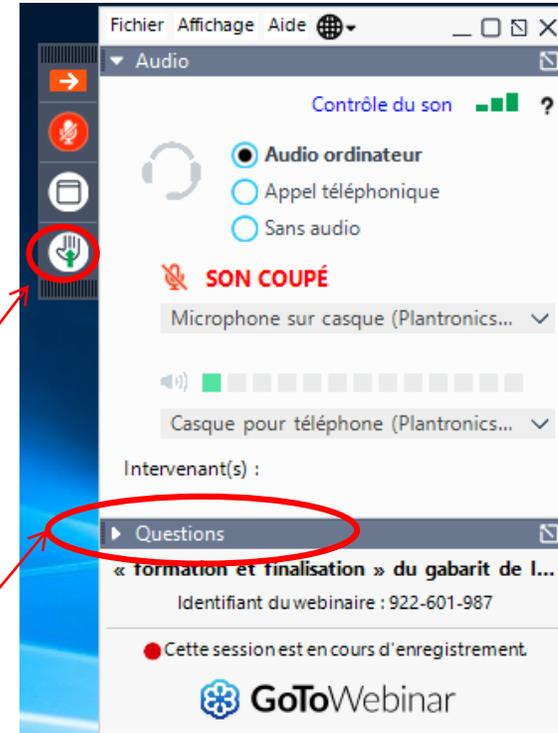 Fichier Affichage Aide
Audio
Contrôle du son ?
Audio ordinateur
Appel téléphonique
Sans audio
SON COUPÉ
Microphone sur casque (Plantronics...
Casque pour téléphone (Plantronics...
Intervenant(s) :
Questions
« formation et finalisation » du gabarit de l...
Identifiant du webinaire : 922-601-987
Cette session est en cours d'enregistrement.
GoToWebinar